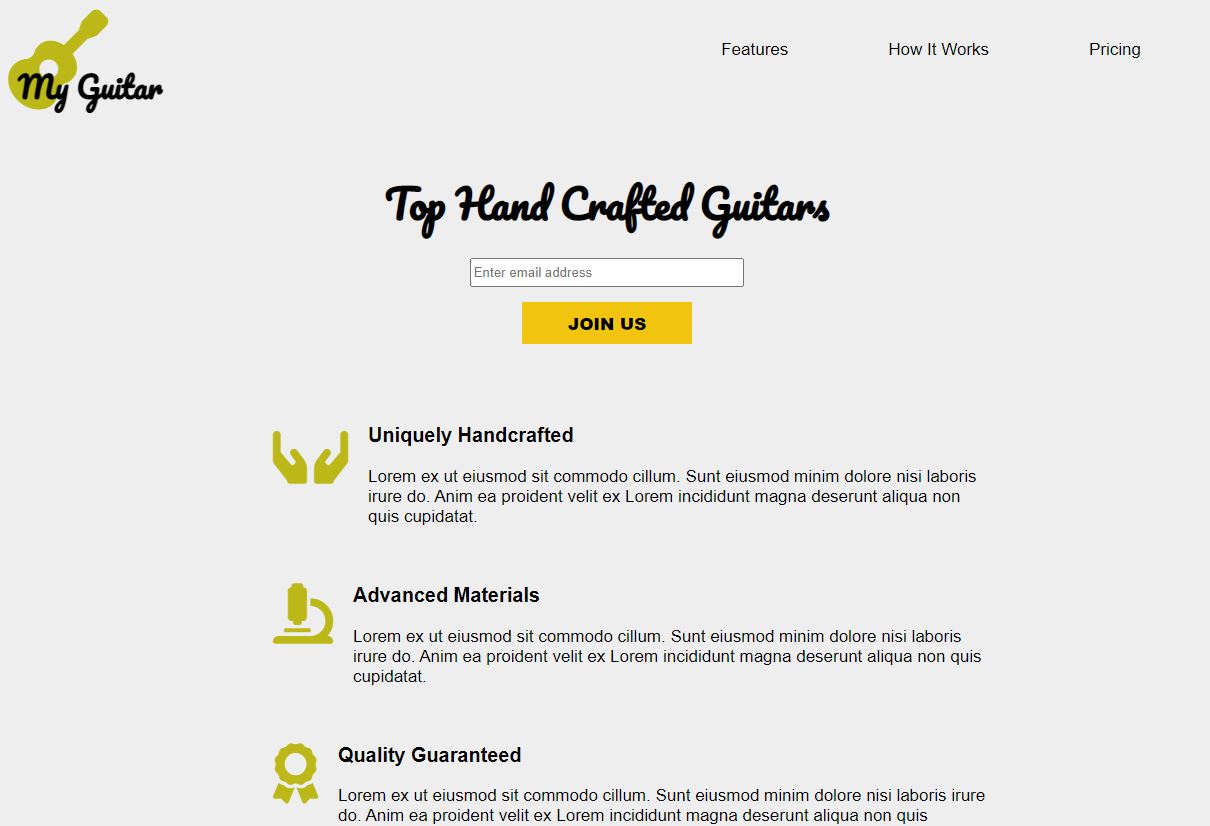 My Guitar
Features
How It Works
Pricing
Top Hand Crafted Guitars
Enter email address
JOIN US
Uniquely Handcrafted
Lorem ex ut eiusmod sit commodo cillum. Sunt eiusmod minim dolore nisi laboris
irure do. Anim ea proident velit ex Lorem incididunt magna deserunt aliqua non
quis cupidatat.
Advanced Materials
Lorem ex ut eiusmod sit commodo cillum. Sunt eiusmod minim dolore nisi laboris
irure do. Anim ea proident velit ex Lorem incididunt magna deserunt aliqua non quis
cupidatat.
Quality Guaranteed
Lorem ex ut eiusmod sit commodo cillum. Sunt eiusmod minim dolore nisi laboris irure
do. Anim ea proident velit ex Lorem incididunt magna deserunt aliqua non quis